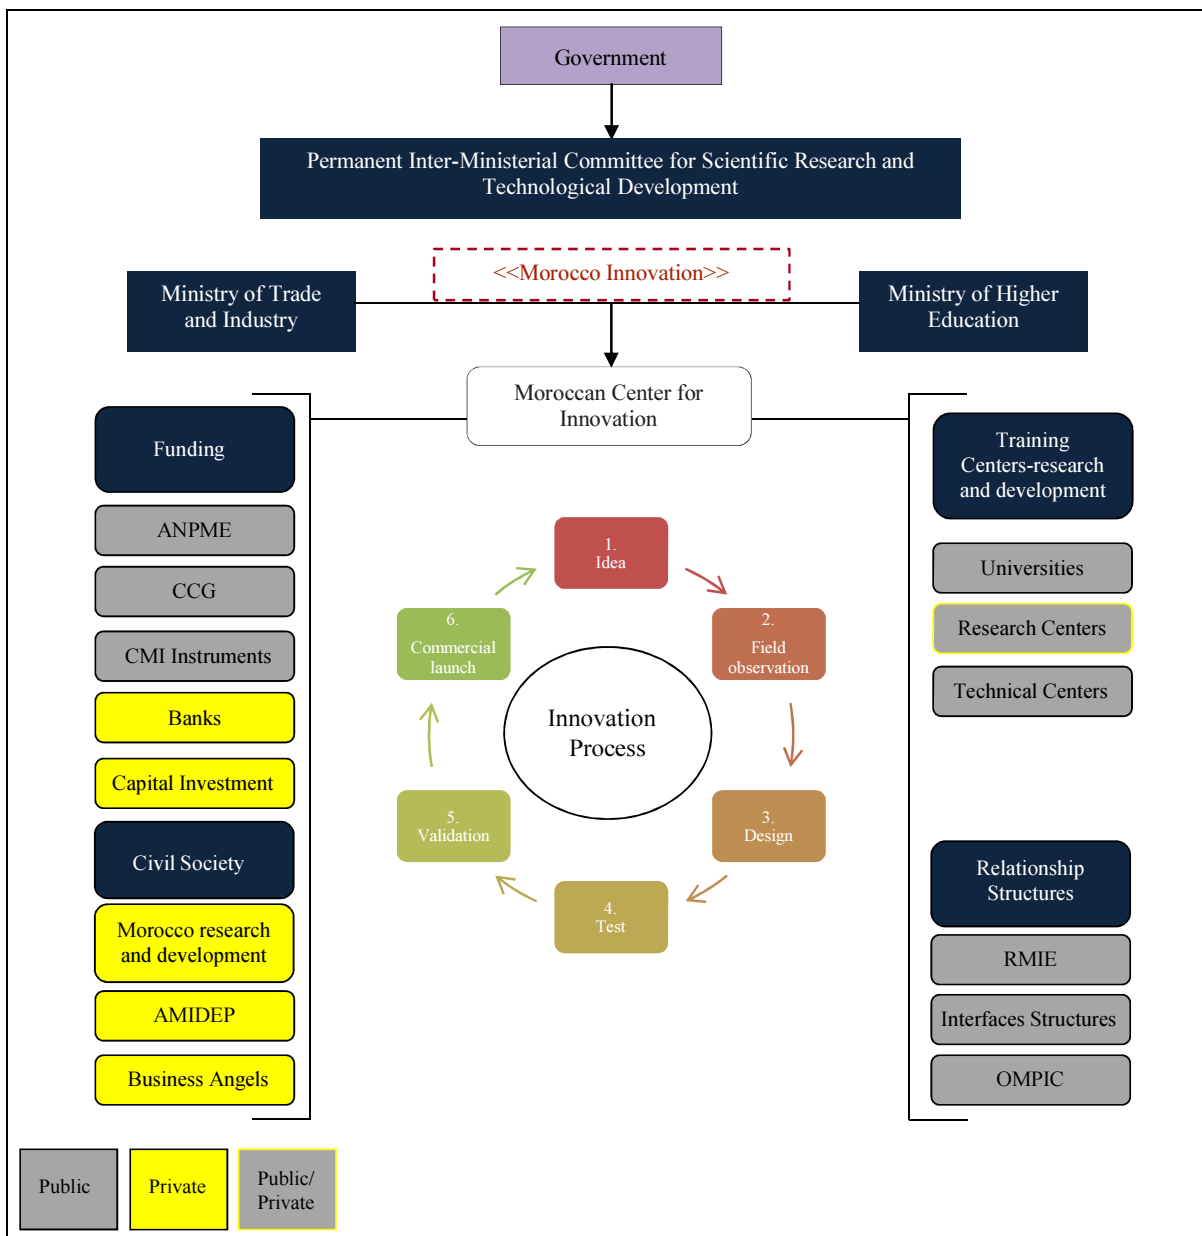 Government
Permanent Inter-Ministerial Committee for Scientific Research and
Technological Development
<<Morocco Innovation>>
Ministry of Trade
and Industry
Ministry of Higher
Education
Moroccan Center for
Innovation
Funding
ANPME
CCG
CMI Instruments
Banks
Capital Investment
Civil Society
Morocco research
and development
AMIDEP
Business Angels
1.
Idea
2.
Field
observation
3.
Design
4.
Test
5.
Validation
6.
Commercial
launch
Innovation
Process
Training
Centers-research
and development
Universities
Research Centers
Technical Centers
Relationship
Structures
RMIE
Interfaces Structures
OMPIC
Public
Private
Public/
Private